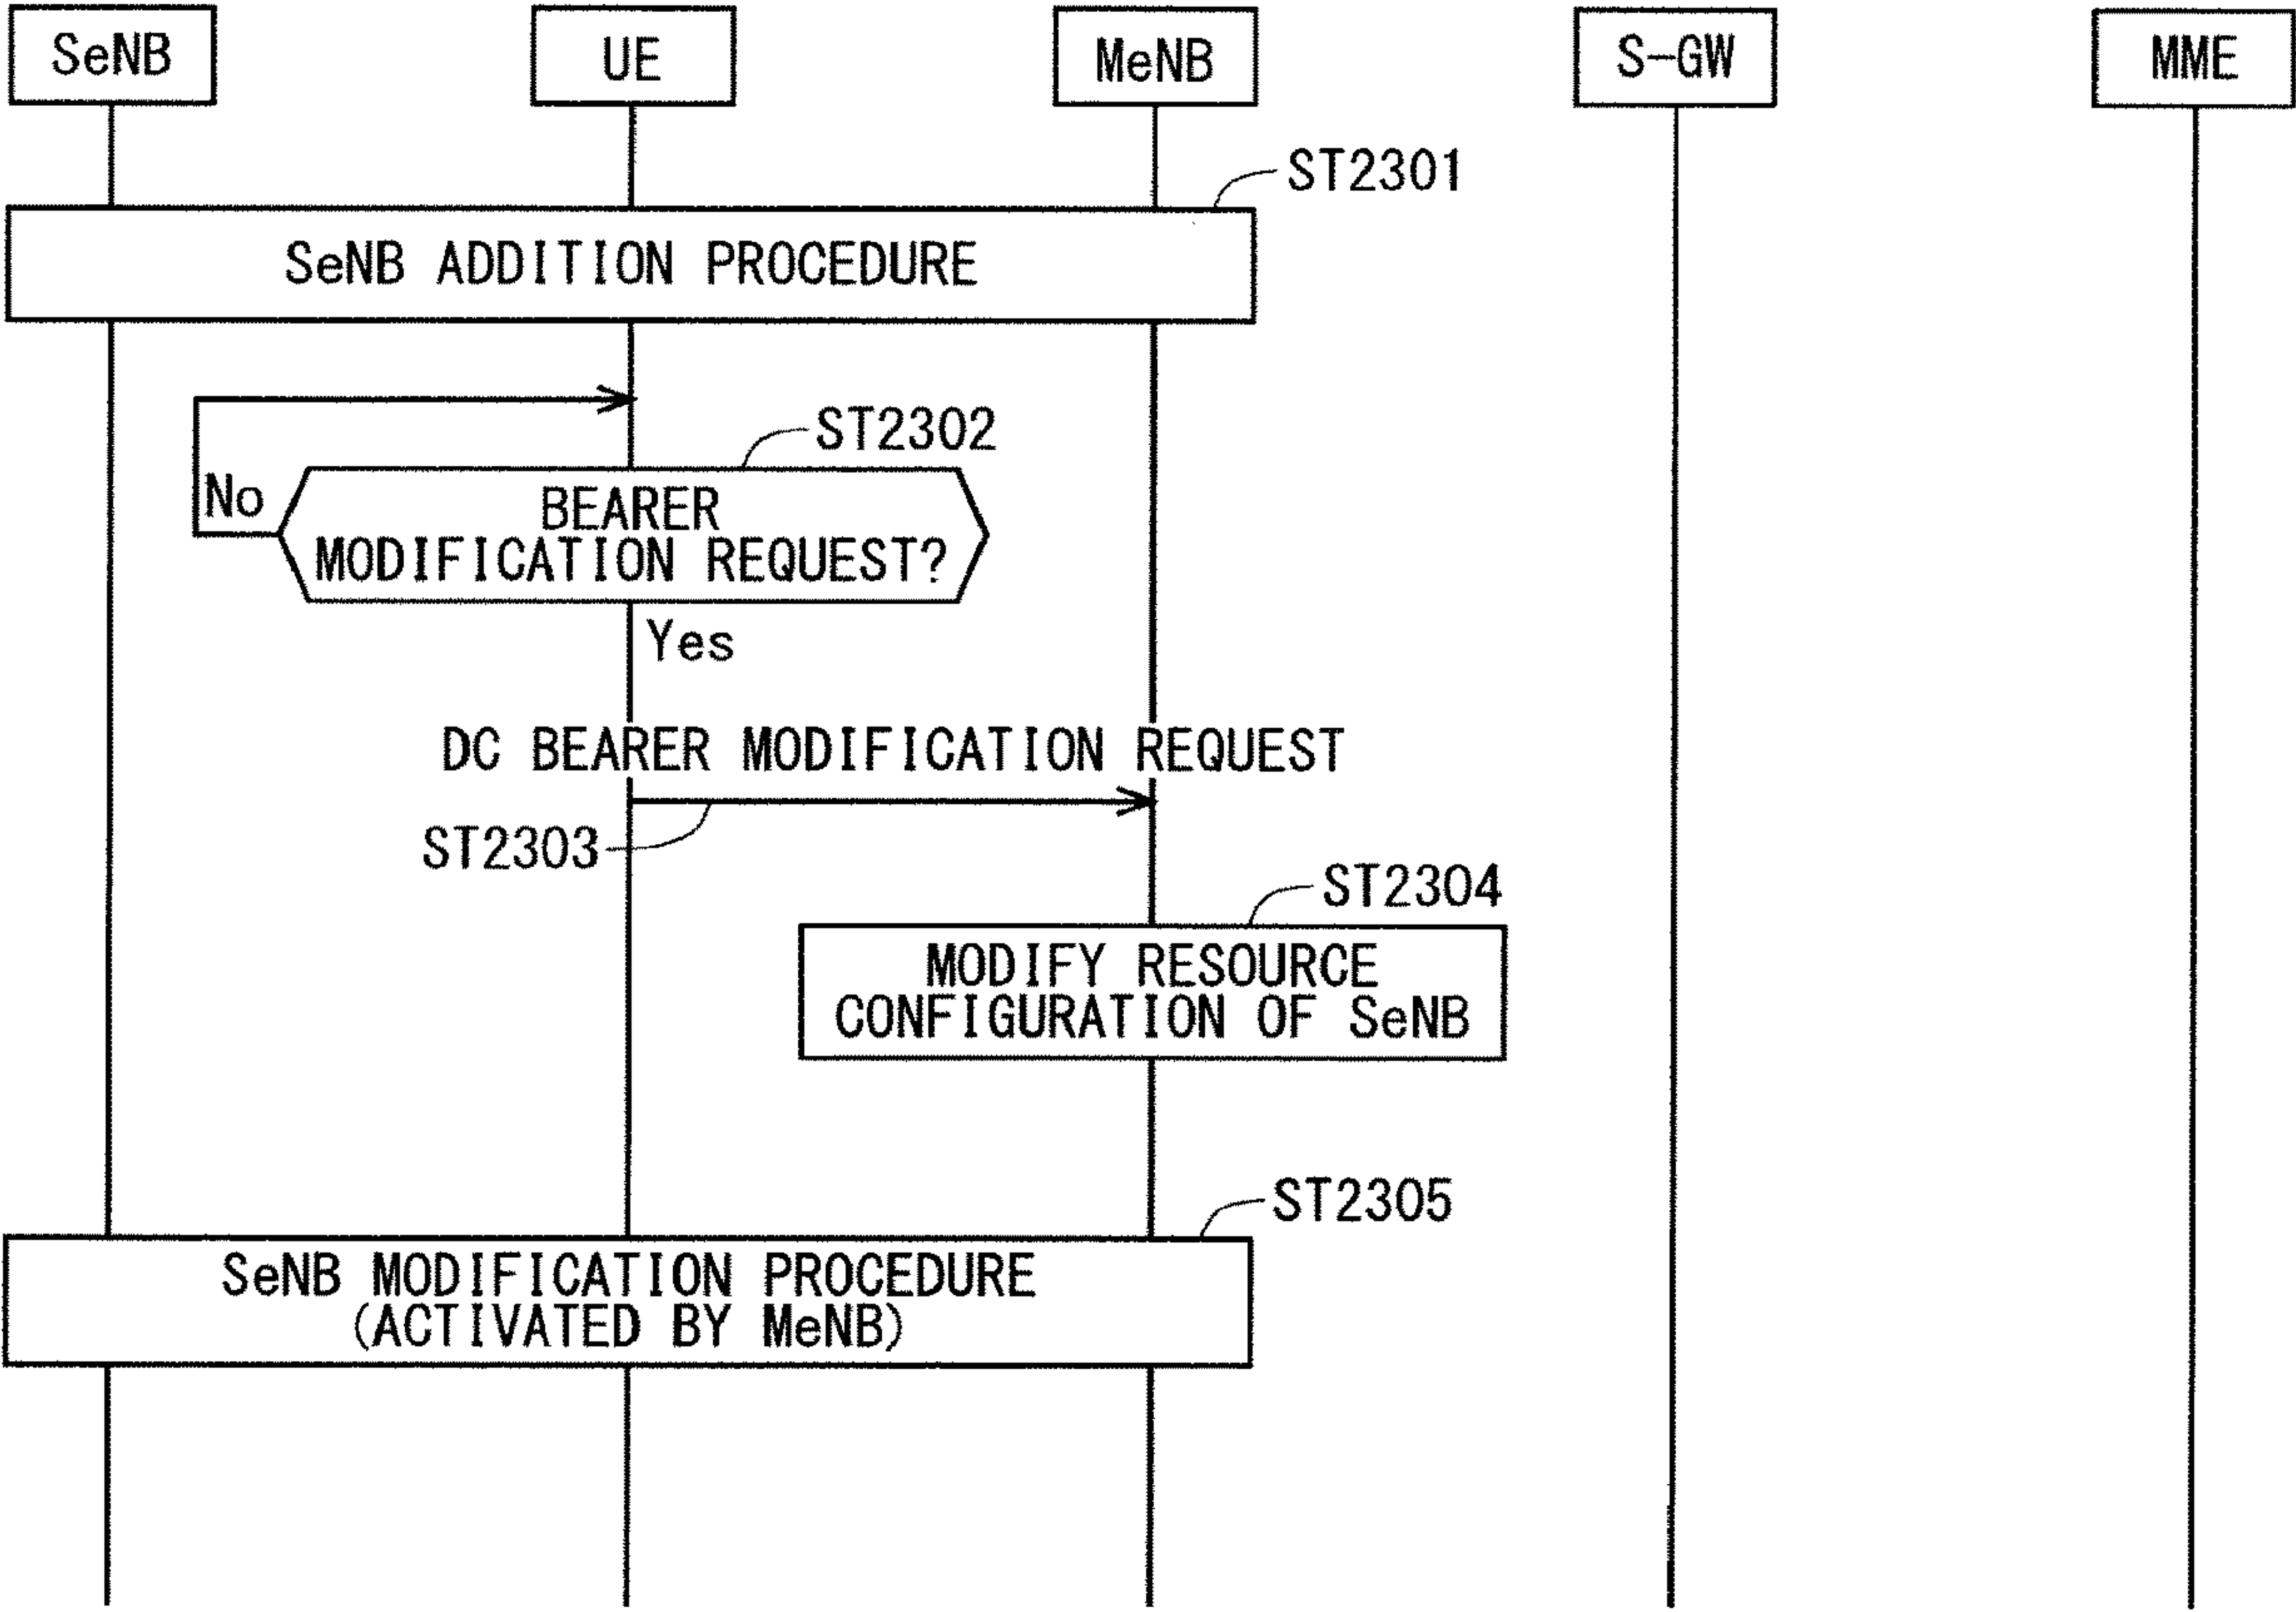 SeNB
UE
MeNB
S-GW
MME
ST2301
SeNB ADDITION PROCEDURE
ST2302
No
BEARER
MODIFICATION REQUEST?
Yes
DC BEARER MODIFICATION REQUEST
ST2303
ST2304
MODIFY RESOURCE
CONFIGURATION OF SeNB
ST2305
SeNB MODIFICATION PROCEDURE
(ACTIVATED BY MeNB)